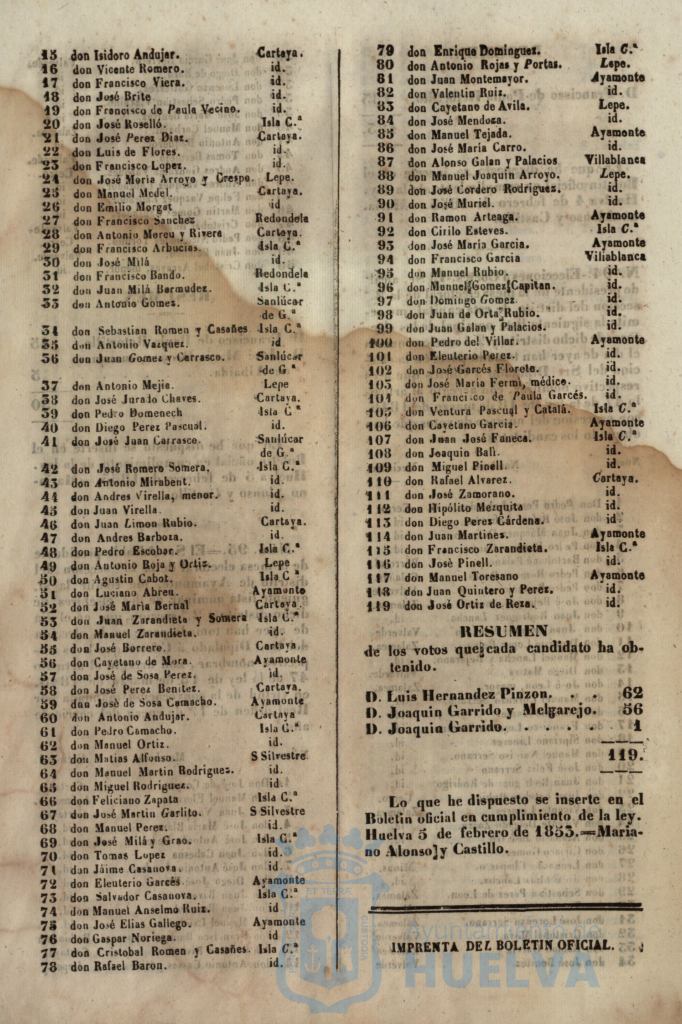 15 don Isidoro Andujar. Cartaya.
16 don Vicente Romero. id.
17 don Francisco Viera. id.
18 don José Brite id.
19 don Francisco de Paula Vecino. id.
20 don José Roselló. Isla C.ª
21 don José Perez Diaz. Cartaya.
22 don Luis de Flores. id.
23 don Francisco Lopez. id.
24 don José Moria Arroyo y Crespo Lepe.
25 don Manuel Medel. Cartaya.
26 don Emilio Morgat id
27 don Francisco Sanchez Redondela
28 don Antonio Moreu y Rivera Cartaya.
29 don Francisco Arbucias. Isla C.ª
30 don José Milá id.
31 don Francisco Bando. Redondela
32 don Juan Milá Bermudez. Isla C.ª
33 don Antonio Gomez. Sanlúcar
de G.ª
34 don Sebastian Romen y Casañes Isla C.ª
35 don Antonio Vazquez. id
36 don Juan Gomez y Carrasco. Sanlúcar
de G ª
37 don Antonio Mejia. Lepe
38 don José Jurado Chaves. Cartaya.
39 don Pedro Domenech Isla C ª
40 don Diego Perez Pascual. id.
41 don José Juan Carrasco. Sanlúcar
de G.ª
42 don José Romero Somera. Isla C.ª
43 don Antonio Mirabent. id.
44 don Andres Virella, menor. id.
45 don Juan Virella. id.
46 don Juan Limon Rubio. Cartaya.
47 don Andres Barboza. id.
48 don Pedro Escobar. Isla C.ª
49 don Antonio Roja y Ortiz. Lepe
50 don Agustin Cabot. Isla C ª
51 don Luciano Abreu. Ayamonte
52 don José Maria Bernal Cartaya.
53 don Juan Zarandieta y Somera Isla C.ª
54 don Manuel Zarandieta. id.
55 don José Borrero. Cartaya.
56 don Cayetano de Mora. Ayamonte
57 don José de Sosa Perez. id.
58 don José Perez Benitez. Cartaya.
59 don Josè de Sosa Camacho. Ayamonte
60 don Antonio Andujar. Cartaya
61 don Pedro Camacho. Isla C.ª
62 don Manuel Ortiz. id.
63 don Matias Alfonso. S Silvestre
64 don Manuel Martin Rodriguez. id.
65 don Miguel Rodriguez. id.
66 don Feliciano Zapata Isla C.ª
67 don José Martin Garlito. S Silvestre
68 don Manuel Perez. id.
69 don José Milá y Grao. Isla C.ª
70 don Tomas Lopez id.
71 don Jáime Casanova. id.
72 don Eleuterio Garcés Ayamonte
73 don Salvador Casanova. Isla C.ª
74 don Manuel Anselmo Ruiz. id
75 don José Elias Gallego. Ayamonte
76 don Gaspar Noriega. id
77 don Cristobal Romen y Casañes. Isla C.ª
78 don Rafael Baron. id.
79 don Enrique Dominguez. Isla C.ª
80 don Antonio Rojas y Portas. Lepe.
81 don Juan Montemayor. Ayamonte
82 don Valentin Ruiz. id.
83 don Cayetano de Avila. Lepe.
84 don José Mendoza. id.
85 don Manuel Tejada. Ayamonte
86 don José Maria Carro. id.
87 don Alonso Galan y Palacios Villablanca
88 don Manuel Joaquin Arroyo. Lepe.
89 don José Cordero Rodriguez. id.
90 don José Muriel. id.
91 don Ramon Arteaga. Ayamonte
92 don Cirilo Esteves. Isla C.ª
93 don José Maria Garcia. Ayamonte
94 don Francisco Garcia Villablanca
95 don Manuel Rubio. id.
96 don Manuel Gomez Capitan. id.
97 don Domingo Gomez id.
98 don Juan de Orta Rubio. id.
99 don Juan Galan y Palacios. id.
100 don Pedro del Villar. Ayamonte
101 don Eleuterio Perez. id.
102 don José Garcés Florete. id.
103 don José Maria Fermi, médico. id.
104 don Francisco de Paula Garcés. id.
105 don Ventura Pascual y Catalá. Isla C.ª
106 don Cayetano Garcia. Ayamonte
107 don Juan José Faneca. Isla C.ª
108 don Joaquin Bali. id.
109 don Miguel Pinell. id.
110 don Rafael Alvarez. Cartaya.
111 don José Zamorano. id.
112 don Hipólito Mezquita id.
113 don Diego Perez Cárdena. id.
114 don Juan Martinez. Ayamonte
115 don Francisco Zarandieta. Isla C.ª
116 don José Pinell. id.
117 don Manuel Toresano Ayamonte
118 don Juan Quintero y Perez. id.
119 don José Ortiz de Reza. id.
RESUMEN
de los votos que cada candidato ha ob-
tenido.
D. Luis Hernandez Pinzon. . . 62
D. Joaquin Garrido y Melgarejo. 56
D. Joaquin Garrido. . . . . 1
119.
Lo que he dispuesto se inserte en el
Boletin oficial en cumplimiento de la ley.
Huelva 5 de febrero de 1853.=Maria-
no Alonso y Castillo.
IMPRENTA DEL BOLETIN OFICIAL.
Ayuntamiento de
HUELVA